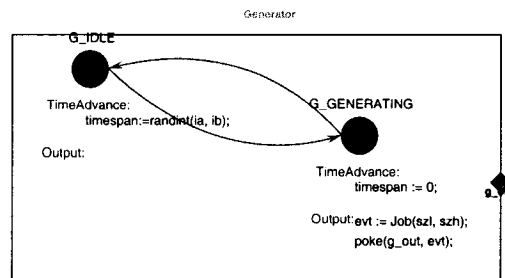 Generator
G_IDLE
TimeAdvance:
timespan:=randint(ia, ib);
Output:
G_GENERATING
TimeAdvance:
timespan := 0;
Output: evt := Job(szl, szh);
poke(g_out, evt);
g_